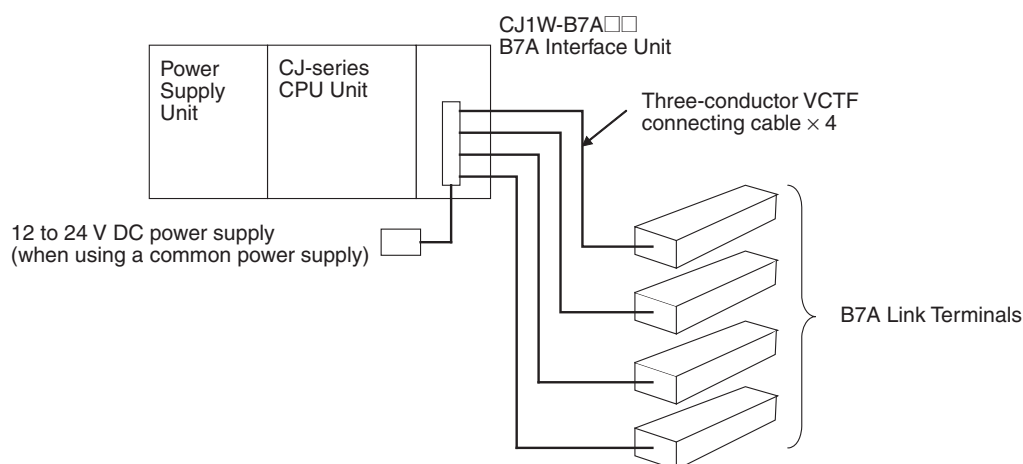 CJ1W-B7A□□
B7A Interface Unit
Power
Supply
Unit
CJ-series
CPU Unit
Three-conductor VCTF
connecting cable × 4
12 to 24 V DC power supply
(when using a common power supply)
B7A Link Terminals